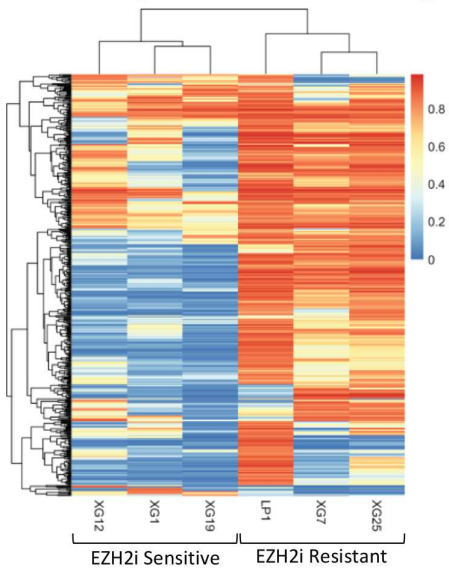 0.8
0.6
0.4
0.2
0
XG12
XG1
XG19
LP1
XG7
XG25
EZH2i Sensitive
EZH2i Resistant